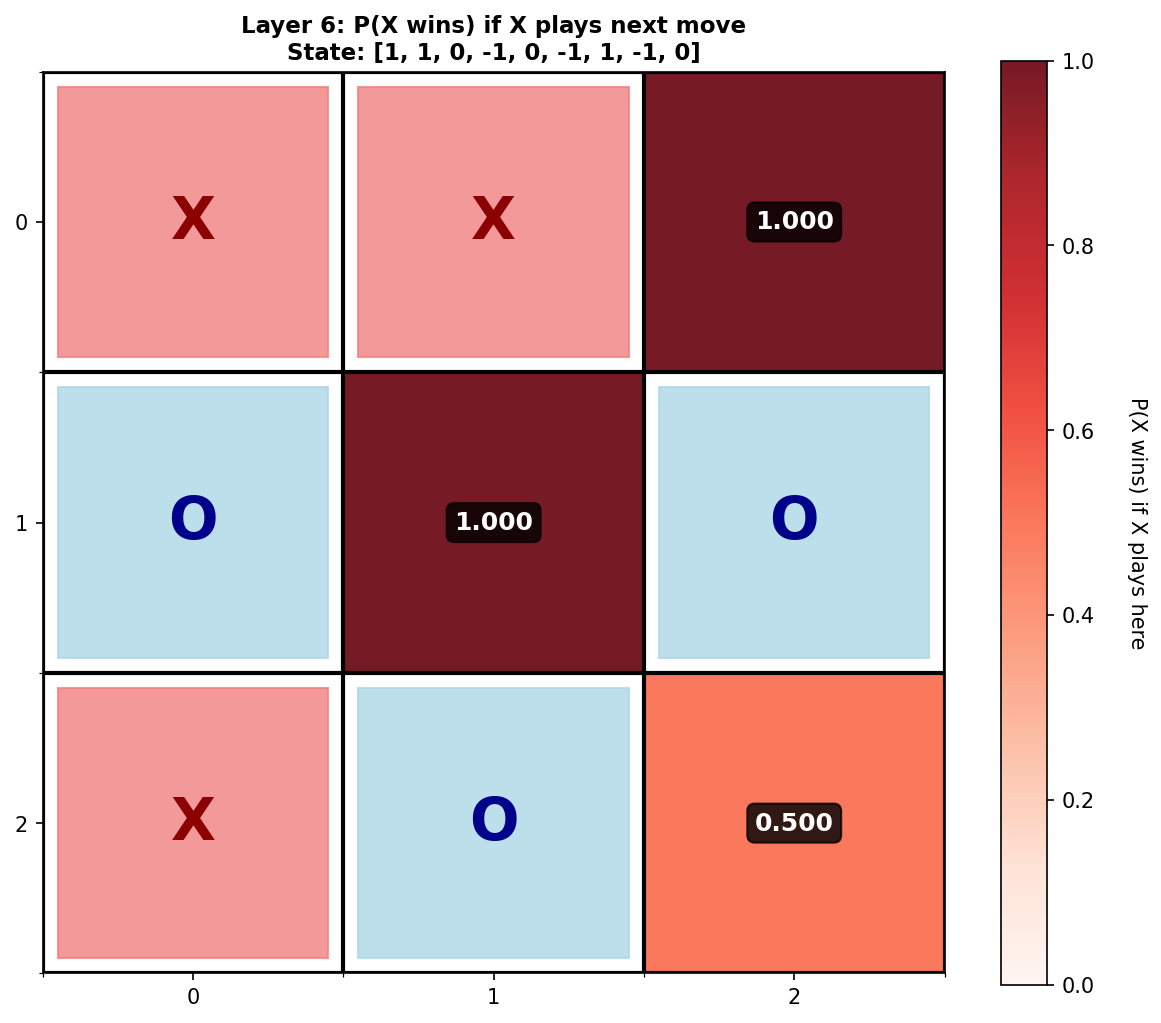 Layer 6: P(X wins) if X plays next move
State: [1, 1, 0, -1, 0, -1, 1, -1, 0]
0
X
X
1.000
1
O
1.000
O
2
X
O
0.500
0
1
2
1.0
0.8
0.6
0.4
0.2
0.0
P(X wins) if X plays here